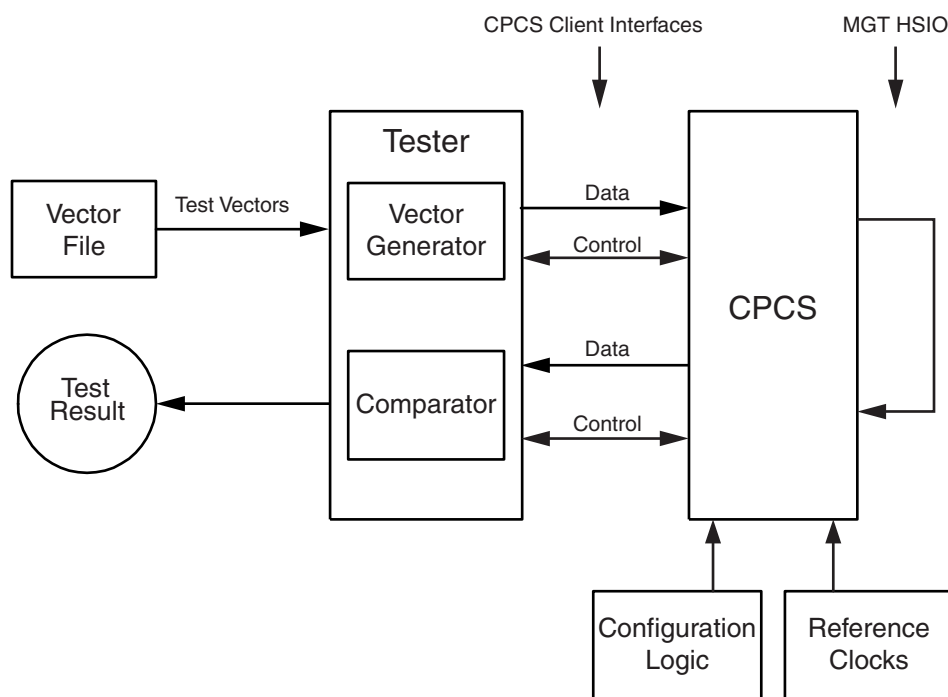 CPCS Client Interfaces
MGT HSIO
Tester
Vector
File
Test Vectors
Vector
Generator
Data
Control
CPCS
Test
Result
Comparator
Data
Control
Configuration
Logic
Reference
Clocks